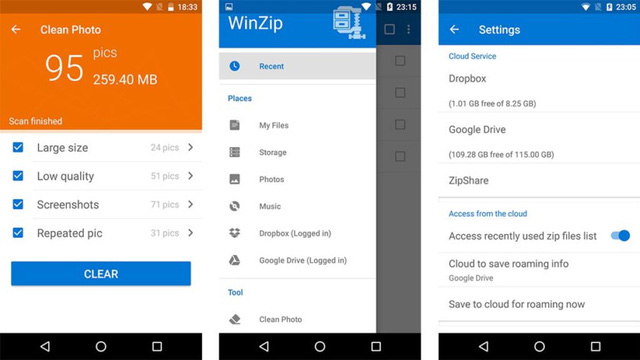 18:33
Clean Photo
95 pics
259.40 MB
Scan finished
Large size 24 pics
Low quality 51 pics
Screenshots 71 pics
Repeated pic 31 pics
CLEAR
23:15
WinZip
Recent
Places
My Files
Storage
Photos
Music
Dropbox (Logged in)
Google Drive (Logged in)
Tool
Clean Photo
23:05
Settings
Cloud Service
Dropbox
(1.01 GB free of 8.25 GB)
Google Drive
(109.28 GB free of 115.00 GB)
ZipShare
Access from the cloud
Access recently used zip files list
Cloud to save roaming info
Google Drive
Save to cloud for roaming now